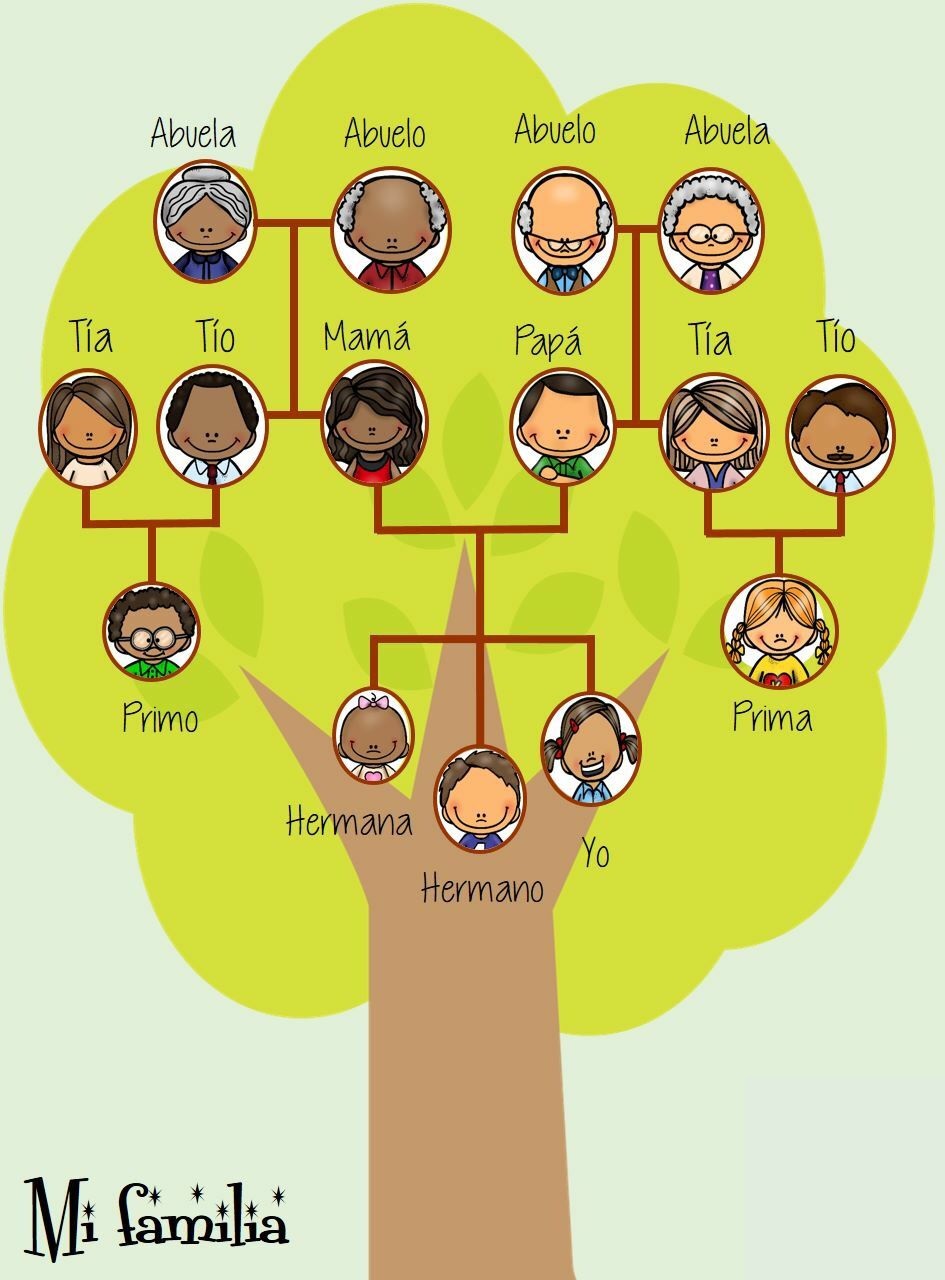 Abuela Abuelo Abuelo Abuela
Tía Tío Mamá Papá Tía Tío
Primo Prima
Hermana
Yo
Hermano
Mi familia